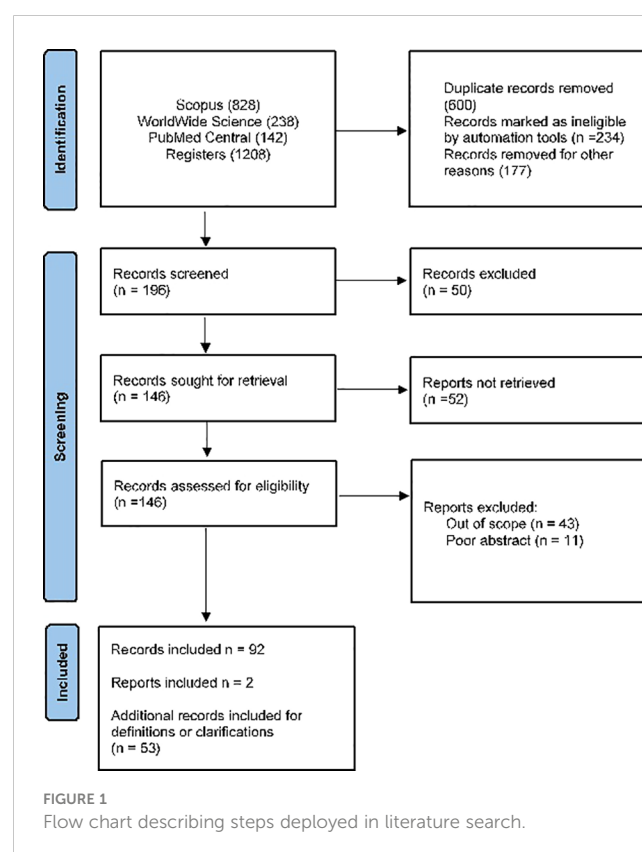 Identification
Scopus (828)
WorldWide Science (238)
PubMed Central (142)
Registers (1208)
Duplicate records removed
(600)
Records marked as ineligible
by automation tools (n =234)
Records removed for other
reasons (177)
Screening
Records screened
(n = 196)
Records excluded
(n = 50)
Records sought for retrieval
(n = 146)
Reports not retrieved
(n =52)
Records assessed for eligibility
(n =146)
Reports excluded:
Out of scope (n = 43)
Poor abstract (n = 11)
Included
Records included n = 92
Reports included n = 2
Additional records included for
definitions or clarifications
(n = 53)
FIGURE 1
Flow chart describing steps deployed in literature search.